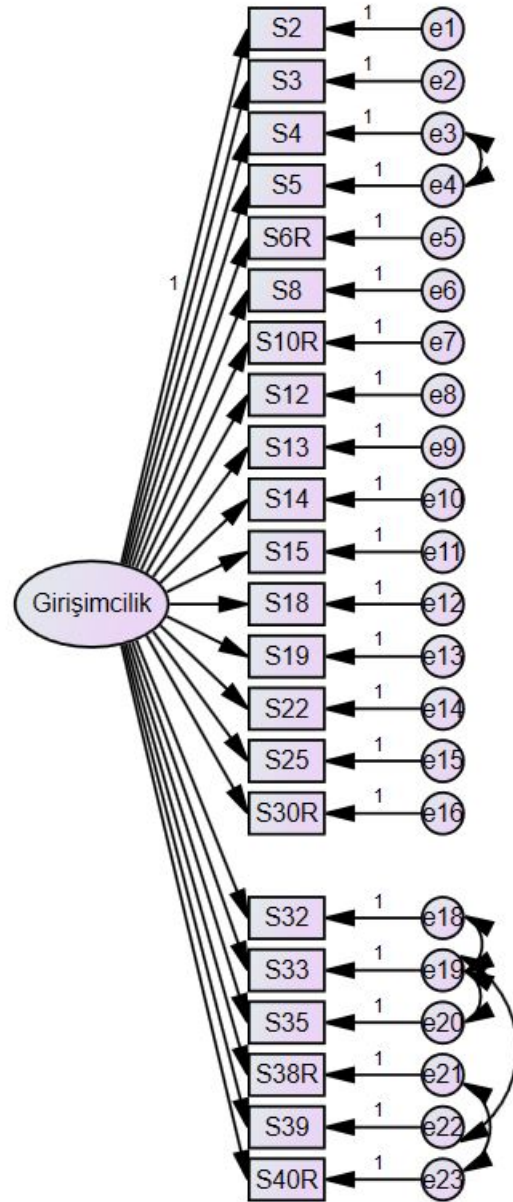 S2 1 e1
S3 1 e2
S4 1 e3
S5 1 e4
S6R 1 e5
1 S8 1 e6
S10R 1 e7
S12 1 e8
S13 1 e9
S14 1 e10
S15 1 e11
Girişimcilik S18 1 e12
S19 1 e13
S22 1 e14
S25 1 e15
S30R 1 e16
S32 1 e18
S33 1 e19
S35 1 e20
S38R 1 e21
S39 1 e22
S40R 1 e23